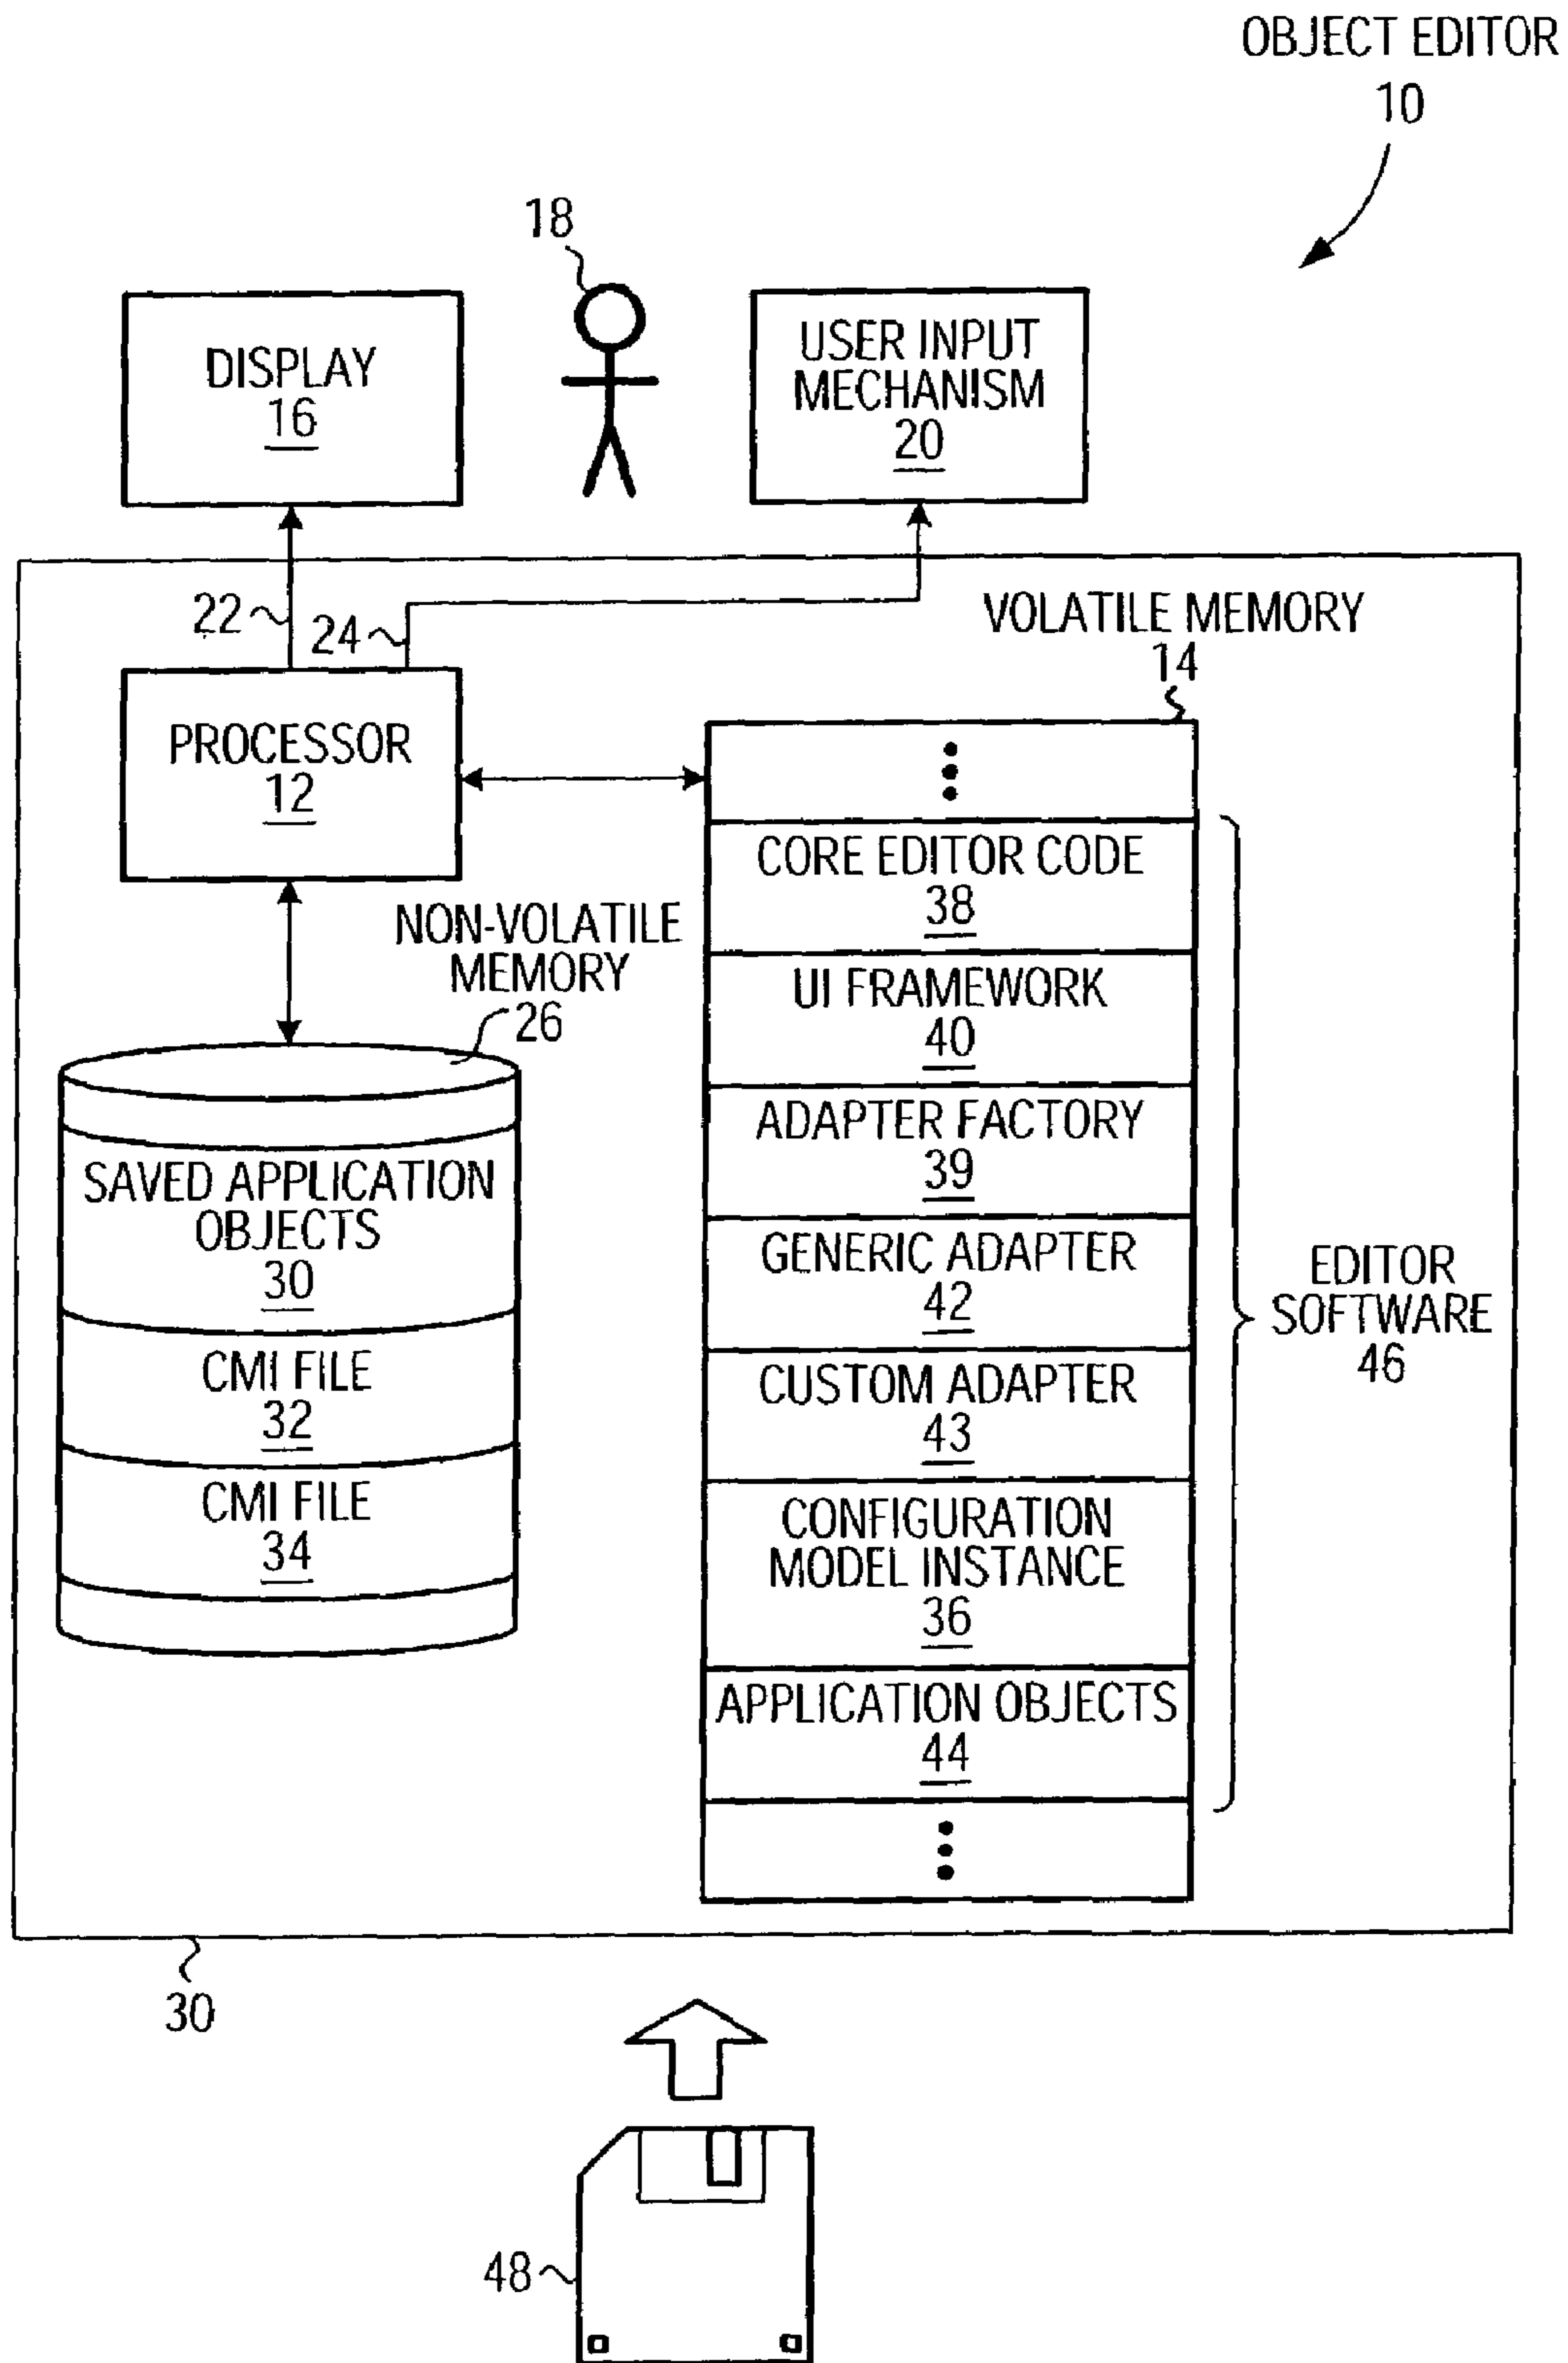 OBJECT EDITOR
10
18
DISPLAY
16
USER INPUT
MECHANISM
20
22
24
VOLATILE MEMORY
14
PROCESSOR
12
NON-VOLATILE
MEMORY
26
SAVED APPLICATION
OBJECTS
30
CMI FILE
32
CMI FILE
34
CORE EDITOR CODE
38
UI FRAMEWORK
40
ADAPTER FACTORY
39
GENERIC ADAPTER
42
CUSTOM ADAPTER
43
CONFIGURATION
MODEL INSTANCE
36
APPLICATION OBJECTS
44
EDITOR
SOFTWARE
46
30
48